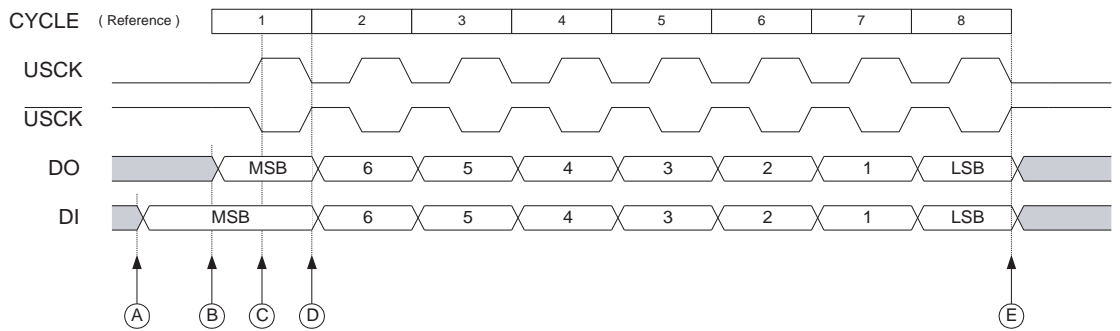 CYCLE ( Reference ) 1 2 3 4 5 6 7 8
USCK
USCK
DO MSB 6 5 4 3 2 1 LSB
DI MSB 6 5 4 3 2 1 LSB
A B C D E